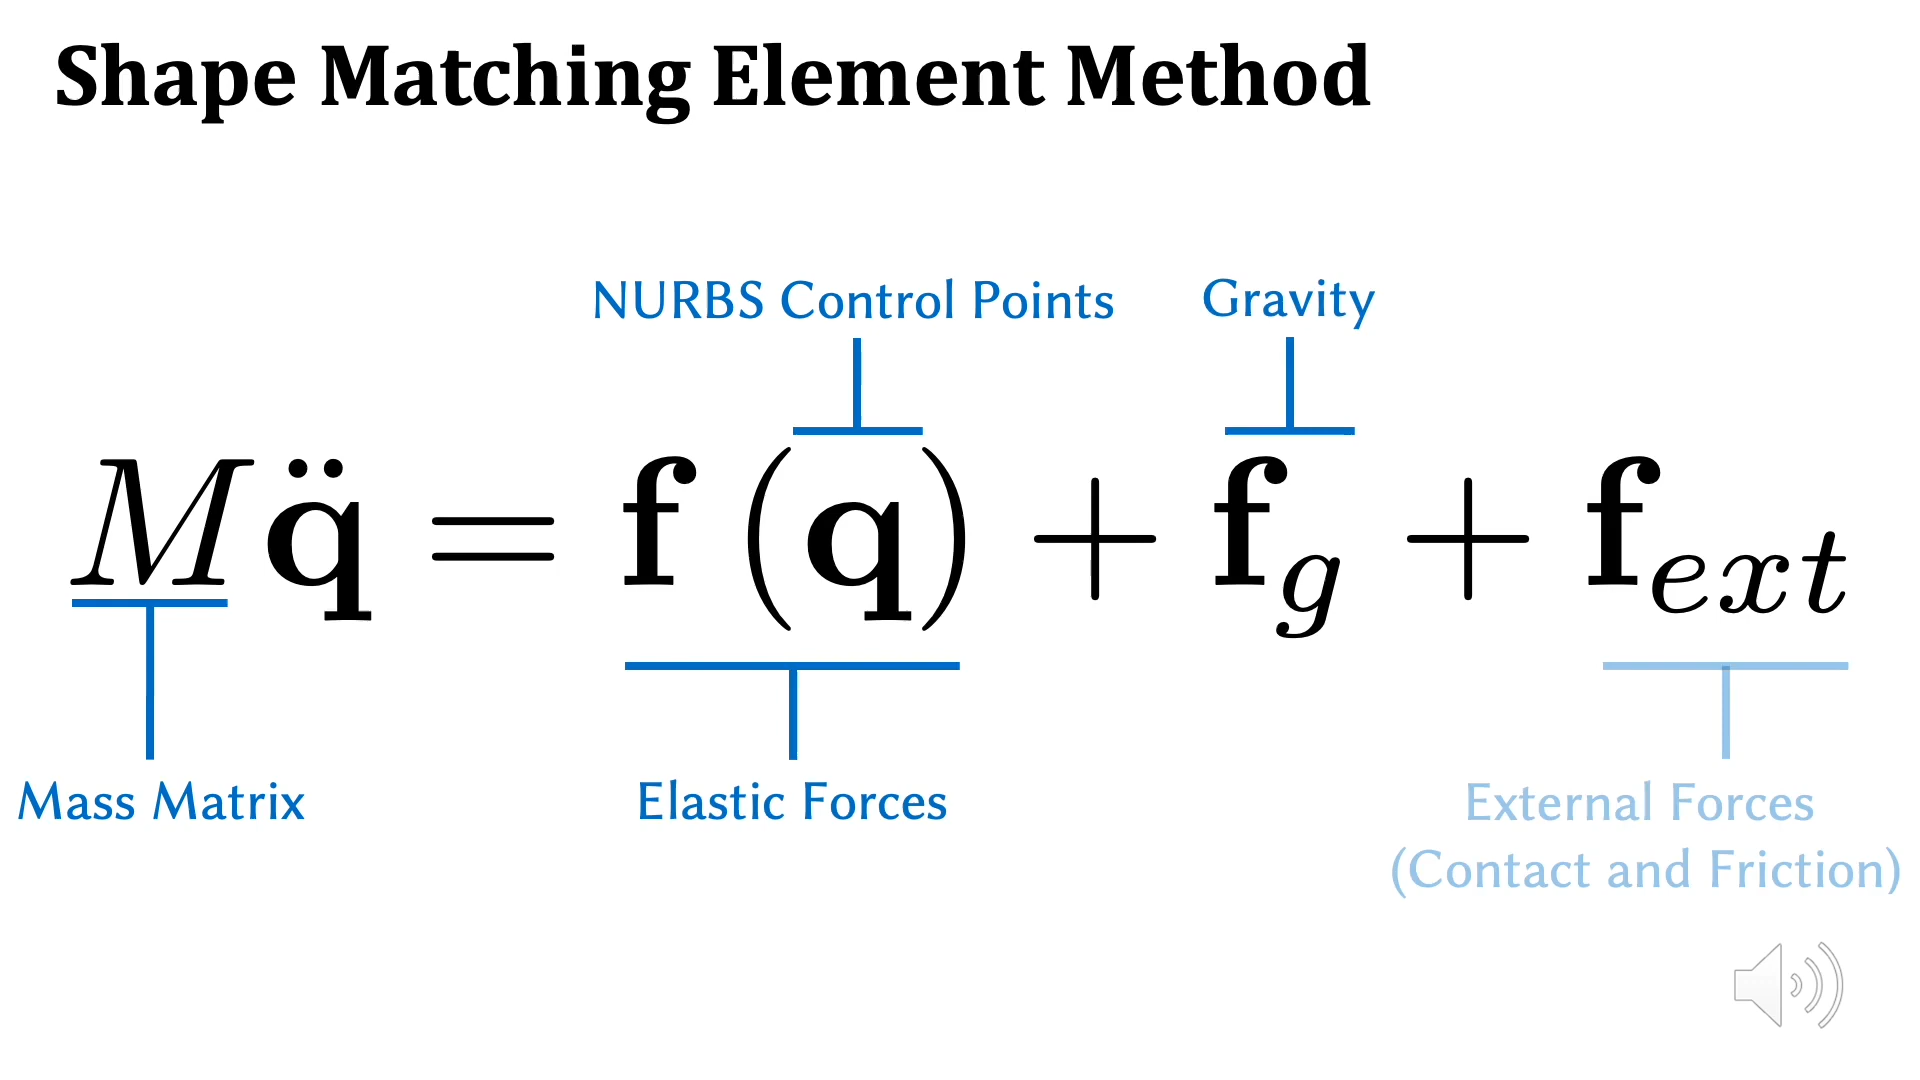 Shape Matching Element Method
NURBS Control Points
Gravity
M q̈ = f (q) + f_g + f_ext
Mass Matrix
Elastic Forces
External Forces
(Contact and Friction)